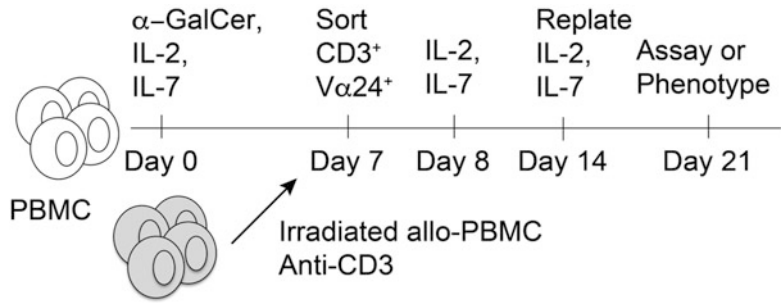 α–GalCer,
IL-2,
IL-7
Sort
CD3⁺
Vα24⁺
IL-2,
IL-7
Replate
IL-2,
IL-7
Assay or
Phenotype
Day 0
Day 7
Day 8
Day 14
Day 21
PBMC
Irradiated allo-PBMC
Anti-CD3